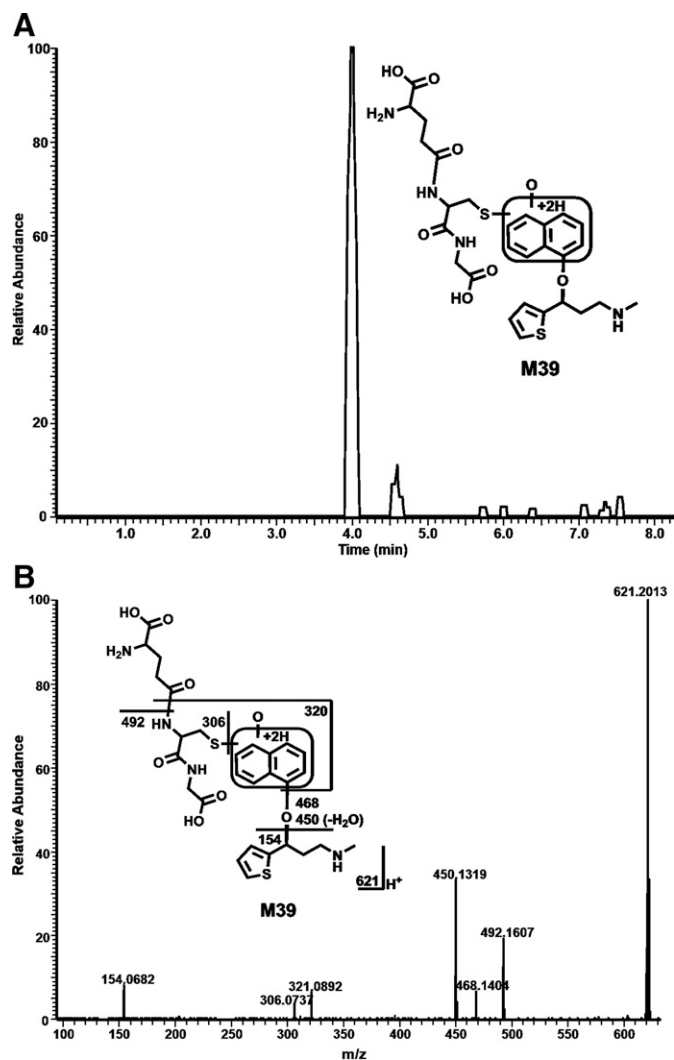 A
100
80
60
40
20
0
Relative Abundance
1.0 2.0 3.0 4.0 5.0 6.0 7.0 8.0
Time (min)
HO O
H₂N
O
NH
S
O
+2H
O
NH
O
HO
O
S
N
H
M39
B
100
80
60
40
20
0
Relative Abundance
621.2013
HO O
H₂N
O
492 NH
306
320
O
+2H
S
O
NH
O
HO
468
O 450 (-H₂O)
154
S
N
H
621 H⁺
M39
154.0682
306.0737
321.0892
450.1319
468.1404
492.1607
100 150 200 250 300 350 400 450 500 550 600
m/z